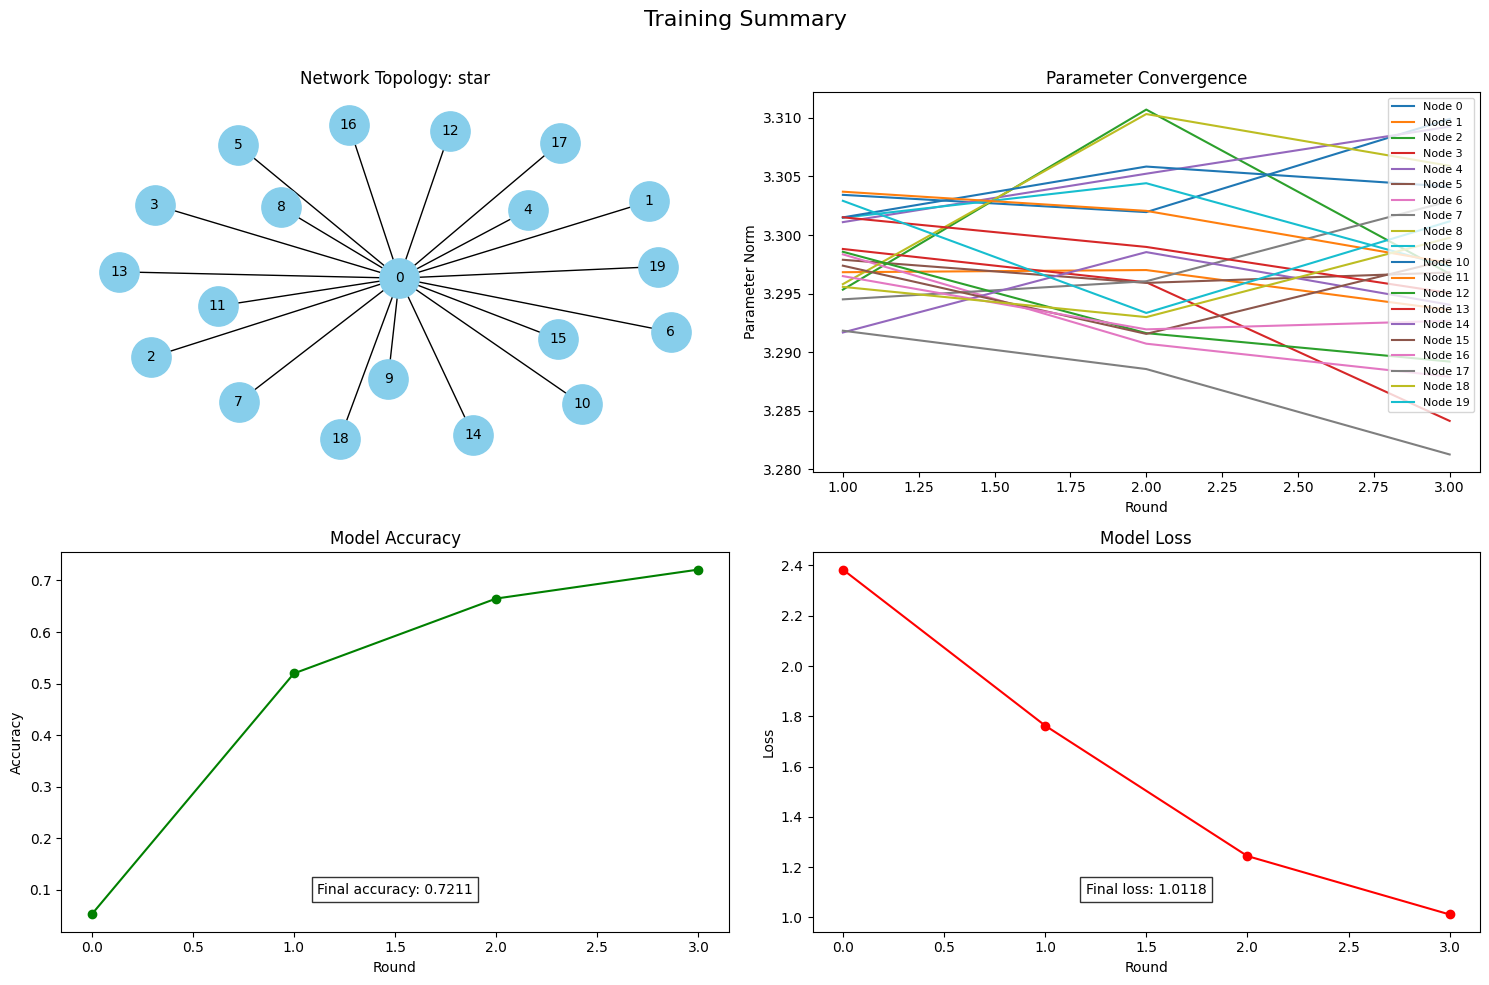 Training Summary
Network Topology: star
16
12
17
5
3
8
4
1
0
13
19
11
6
15
2
9
7
10
18
14
Parameter Convergence
3.310
3.305
3.300
3.295
3.290
3.285
3.280
Parameter Norm
1.00
1.25
1.50
1.75
2.00
2.25
2.50
2.75
3.00
Round
Node 0
Node 1
Node 2
Node 3
Node 4
Node 5
Node 6
Node 7
Node 8
Node 9
Node 10
Node 11
Node 12
Node 13
Node 14
Node 15
Node 16
Node 17
Node 18
Node 19
Model Accuracy
0.7
0.6
0.5
0.4
0.3
0.2
0.1
Accuracy
Final accuracy: 0.7211
0.0
0.5
1.0
1.5
2.0
2.5
3.0
Round
Model Loss
2.4
2.2
2.0
1.8
1.6
1.4
1.2
1.0
Loss
Final loss: 1.0118
0.0
0.5
1.0
1.5
2.0
2.5
3.0
Round